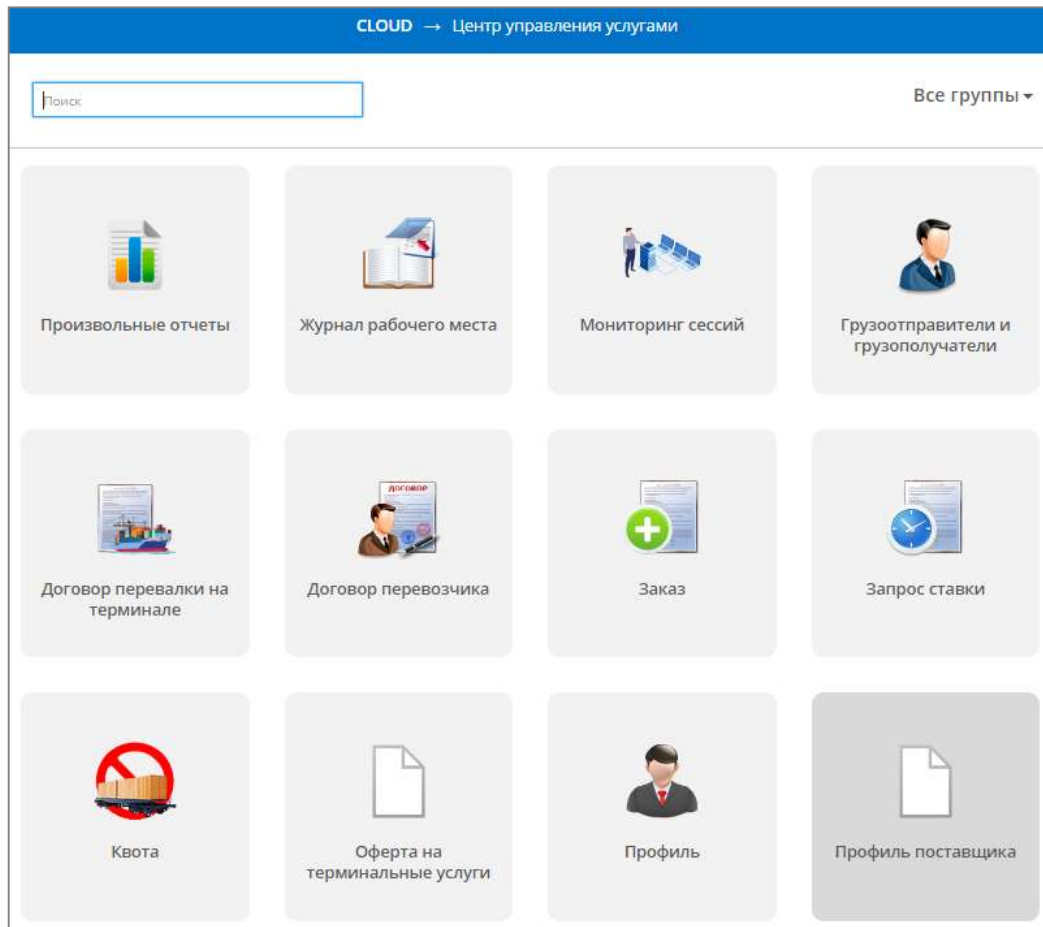 CLOUD → Центр управления услугами
Поиск
Все группы
Произвольные отчеты
Журнал рабочего места
Мониторинг сессий
Грузоотправители и
грузополучатели
Договор перевалки на
терминале
ДОГОВОР
Договор перевозчика
Заказ
Запрос ставки
Квота
Оферта на
терминальные услуги
Профиль
Профиль поставщика